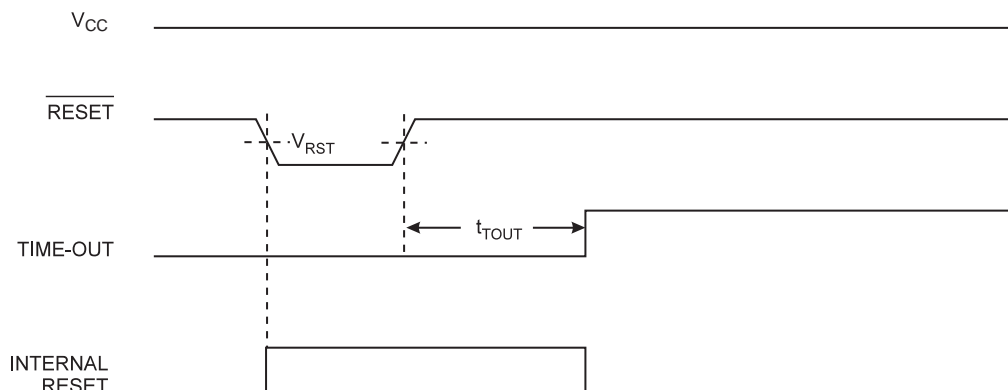 VCC
RESET
VRST
tTOUT
TIME-OUT
INTERNAL
RESET